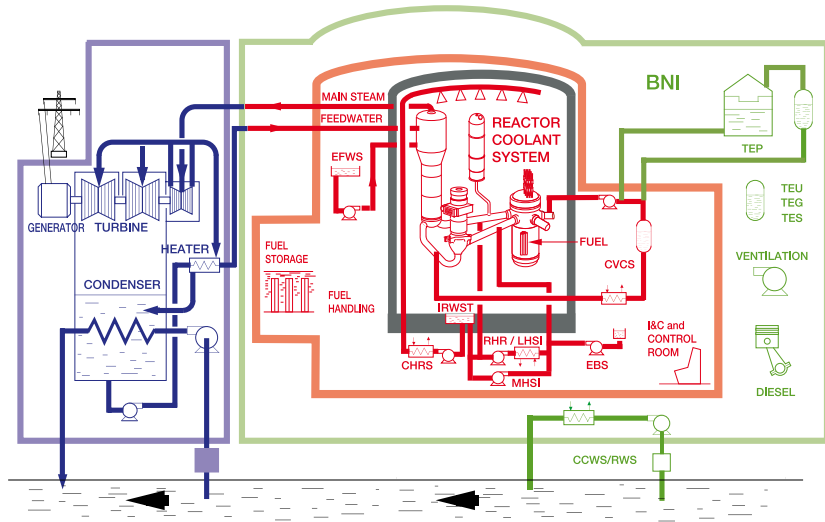 BNI
MAIN STEAM
FEEDWATER
REACTOR
COOLANT
SYSTEM
EFWS
TEP
TEU
TEG
TES
GENERATOR
TURBINE
HEATER
FUEL
STORAGE
FUEL
CVCS
VENTILATION
CONDENSER
FUEL
HANDLING
IRWST
I&C and
CONTROL
ROOM
RHR / LHSI
CHRS
MHSI
EBS
DIESEL
CCWS/RWS